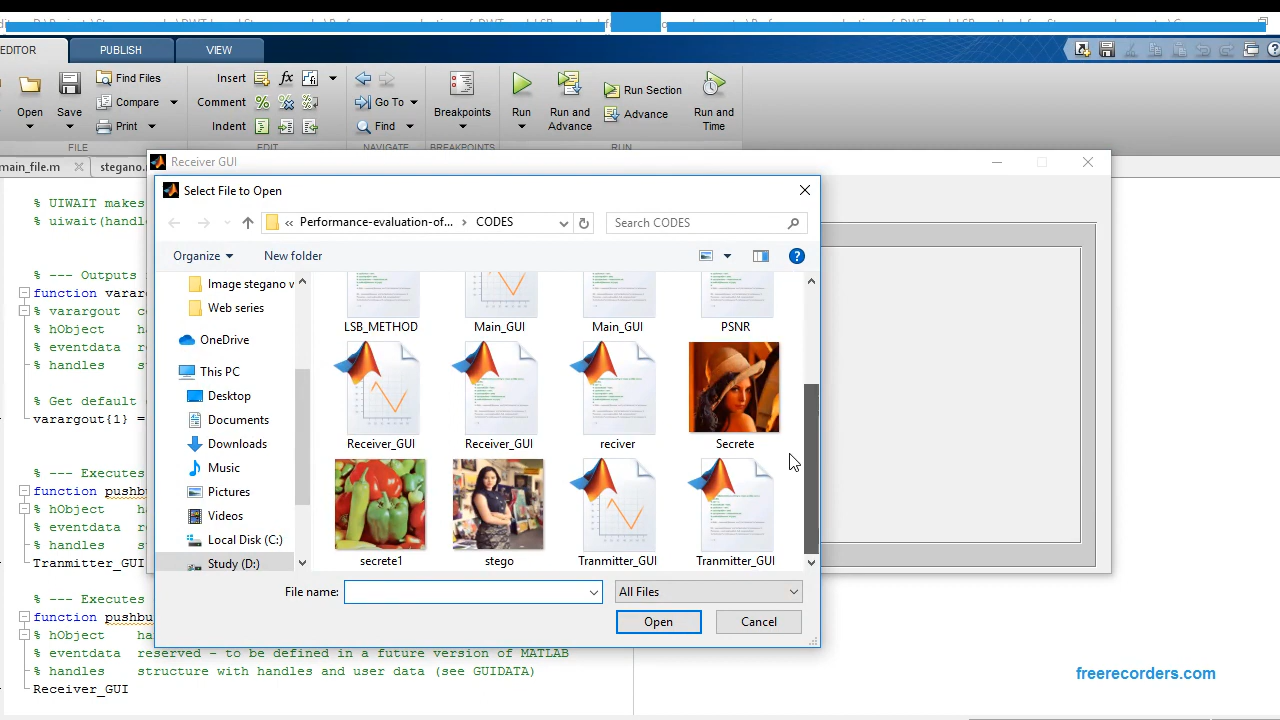 EDITOR
PUBLISH
VIEW
Find Files
Insert
fx
Compare
Comment
Go To
Run Section
Open
Save
Print
Indent
Find
Breakpoints
Run
Run and
Advance
Advance
Run and
Time
FILE
EDIT
NAVIGATE
BREAKPOINTS
RUN
main_file.m
stegano.
Receiver GUI
Select File to Open
« Performance-evaluation-of... > CODES
Search CODES
Organize
New folder
% UIWAIT makes
% uiwait(handl
% --- Outputs
function varar
% varargout c
% hObject ha
% eventdata re
% handles st
% Get default
varargout{1} =
% --- Executes
function pushbu
% hObject ha
% eventdata re
% handles st
Tranmitter_GUI
% --- Executes
function pushbu
% hObject ha
% eventdata reserved - to be defined in a future version of MATLAB
% handles structure with handles and user data (see GUIDATA)
Receiver_GUI
Image stegano
Web series
OneDrive
This PC
Desktop
Documents
Downloads
Music
Pictures
Videos
Local Disk (C:)
Study (D:)
LSB_METHOD
Main_GUI
Main_GUI
PSNR
Receiver_GUI
Receiver_GUI
reciver
Secrete
secrete1
stego
Tranmitter_GUI
Tranmitter_GUI
File name:
All Files
Open
Cancel
freerecorders.com